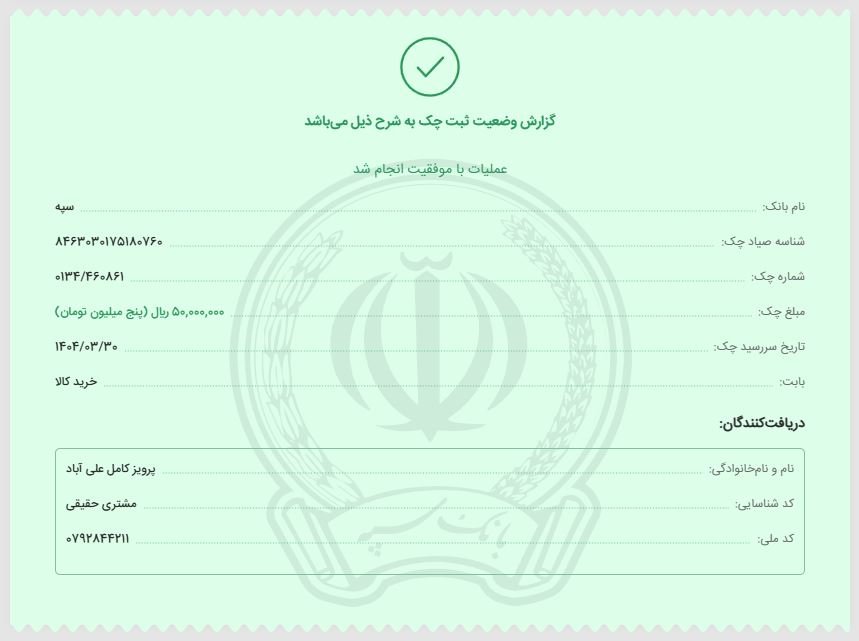 گزارش وضعیت ثبت چک به شرح ذیل می‌باشد
عملیات با موفقیت انجام شد
نام بانک: سپه
شناسه صیاد چک: ۸۴۶۳۰۳۰۱۷۵۱۸۰۷۶۰
شماره چک: ۰۱۳۴/۴۶۰۸۶۱
مبلغ چک: ۵۰,۰۰۰,۰۰۰ ریال (پنج میلیون تومان)
تاریخ سررسید چک: ۱۴۰۴/۰۳/۳۰
بابت: خرید کالا
دریافت‌کنندگان:
نام و نام‌خانوادگی: پرویز کامل علی آباد
کد شناسایی: مشتری حقیقی
کد ملی: ۰۷۹۲۸۴۴۲۱۱
بانک سپه